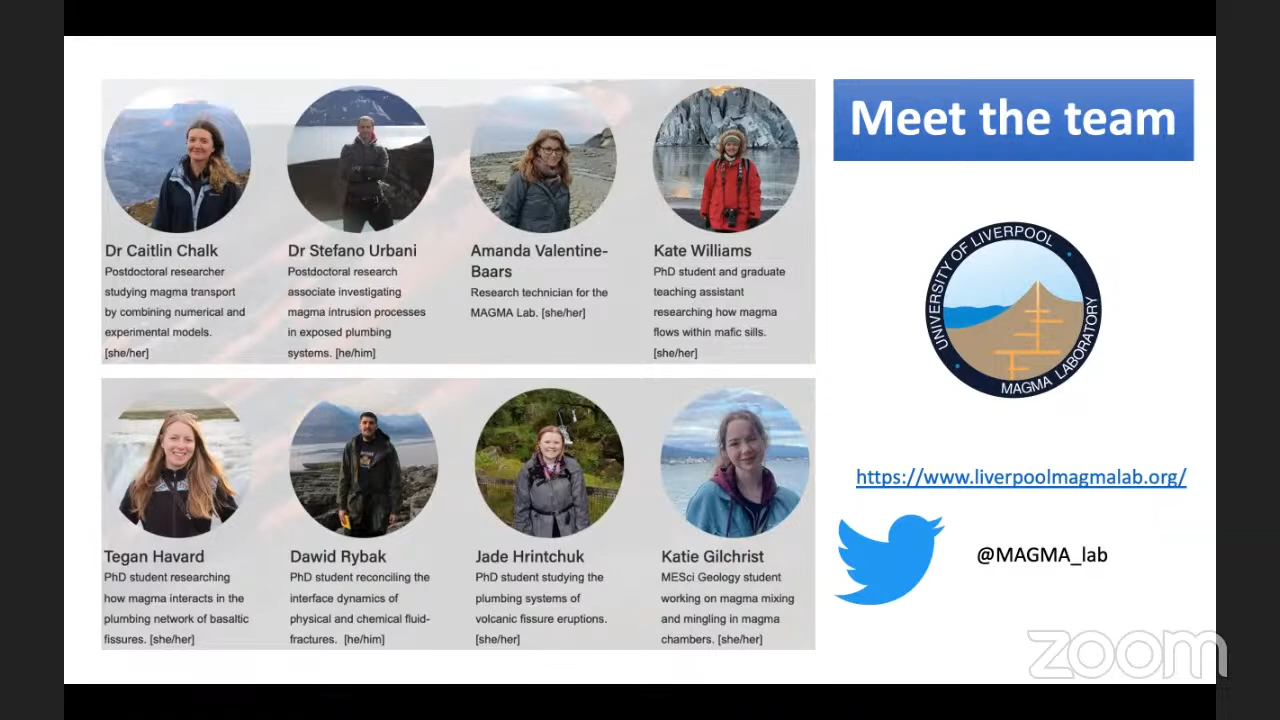 Meet the team
Dr Caitlin Chalk
Postdoctoral researcher
studying magma transport
by combining numerical and
experimental models.
[she/her]
Dr Stefano Urbani
Postdoctoral research
associate investigating
magma intrusion processes
in exposed plumbing
systems. [he/him]
Amanda Valentine-
Baars
Research technician for the
MAGMA Lab. [she/her]
Kate Williams
PhD student and graduate
teaching assistant
researching how magma
flows within mafic sills.
[she/her]
Tegan Havard
PhD student researching
how magma interacts in the
plumbing network of basaltic
fissures. [she/her]
Dawid Rybak
PhD student reconciling the
interface dynamics of
physical and chemical fluid-
fractures. [he/him]
Jade Hrintchuk
PhD student studying the
plumbing systems of
volcanic fissure eruptions.
[she/her]
Katie Gilchrist
MESci Geology student
working on magma mixing
and mingling in magma
chambers. [she/her]
UNIVERSITY OF LIVERPOOL
MAGMA LABORATORY
https://www.liverpoolmagmalab.org/
@MAGMA_lab
zoom